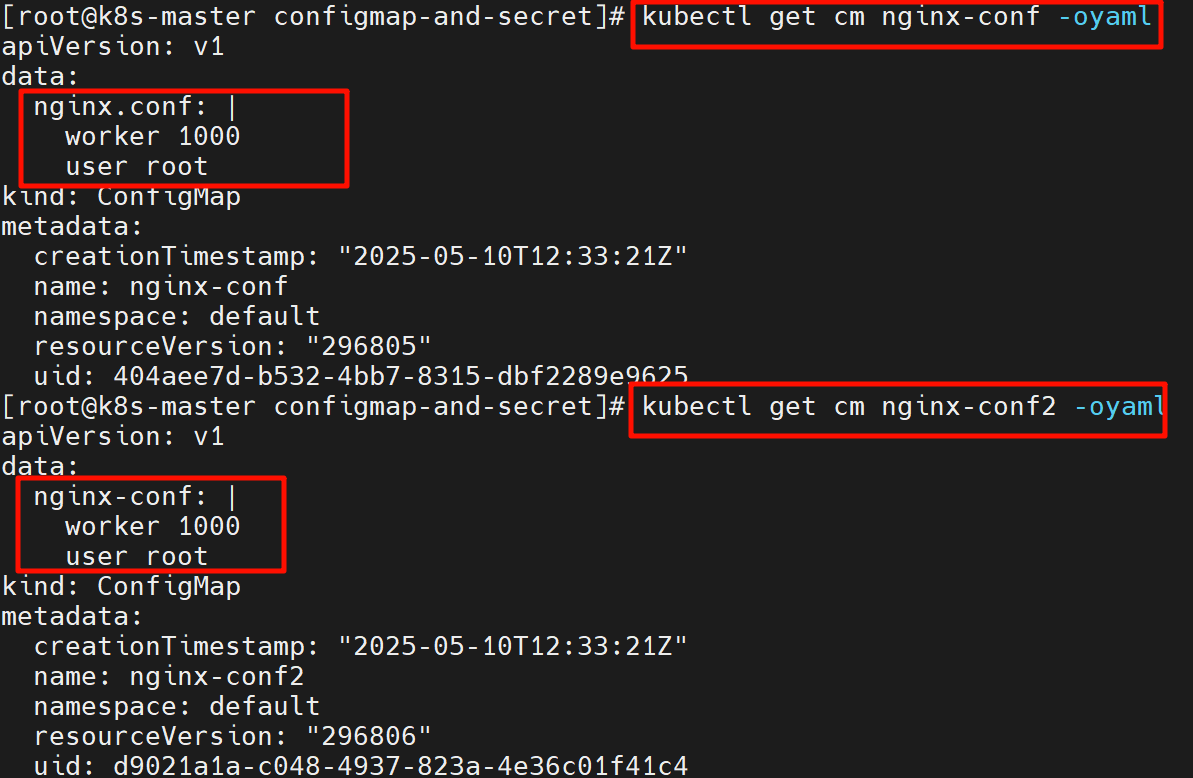 [root@k8s-master configmap-and-secret]# kubectl get cm nginx-conf -oyaml
apiVersion: v1
data:
  nginx.conf: |
    worker 1000
    user root
kind: ConfigMap
metadata:
  creationTimestamp: "2025-05-10T12:33:21Z"
  name: nginx-conf
  namespace: default
  resourceVersion: "296805"
  uid: 404aee7d-b532-4bb7-8315-dbf2289e9625
[root@k8s-master configmap-and-secret]# kubectl get cm nginx-conf2 -oyaml
apiVersion: v1
data:
  nginx-conf: |
    worker 1000
    user root
kind: ConfigMap
metadata:
  creationTimestamp: "2025-05-10T12:33:21Z"
  name: nginx-conf2
  namespace: default
  resourceVersion: "296806"
  uid: d9021a1a-c048-4937-823a-4e36c01f41c4